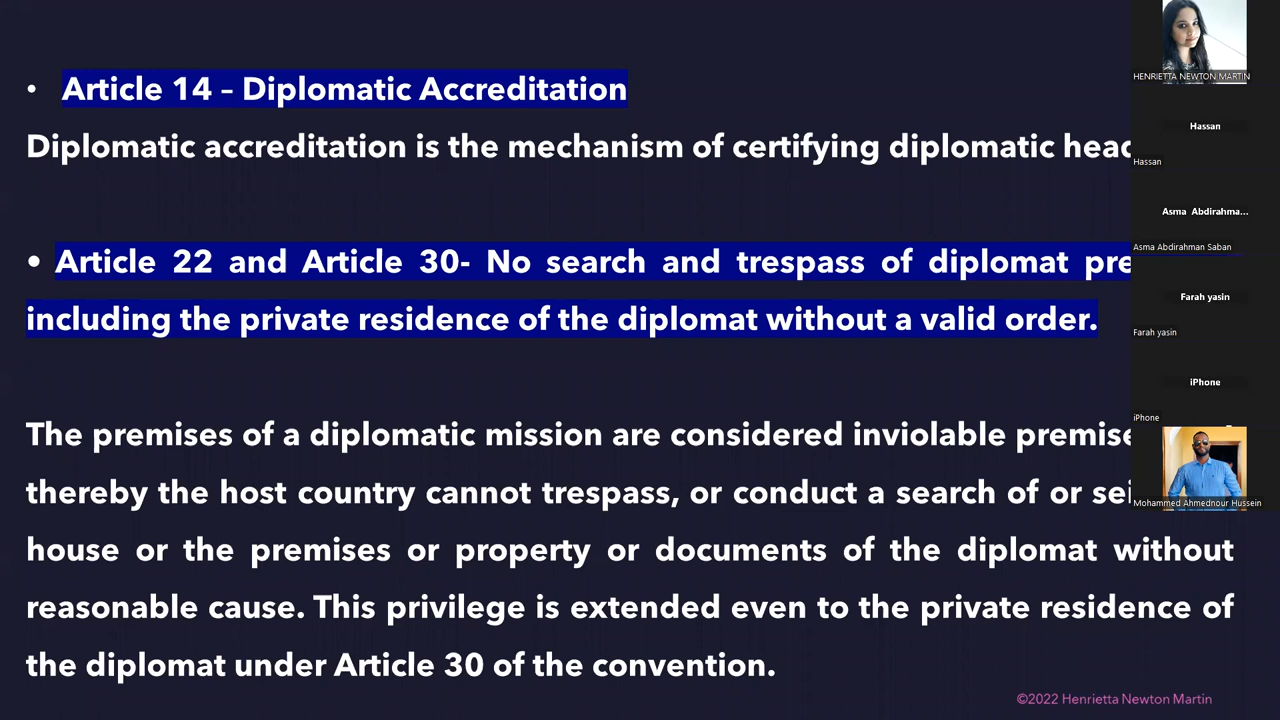 • Article 14 – Diplomatic Accreditation
Diplomatic accreditation is the mechanism of certifying diplomatic
• Article 22 and Article 30- No search and trespass of diplomat
including the private residence of the diplomat without a valid order.
The premises of a diplomatic mission are considered inviolable
thereby the host country cannot trespass, or conduct a search of or
house or the premises or property or documents of the diplomat without
reasonable cause. This privilege is extended even to the private residence of
the diplomat under Article 30 of the convention.
©2022 Henrietta Newton Martin
HENRIETTA NEWTON MARTIN
Hassan
Hassan
Asma Abdirahma...
Asma Abdirahman Saban
Farah yasin
Farah yasin
iPhone
iPhone
Mohammed Ahmednour Hussein